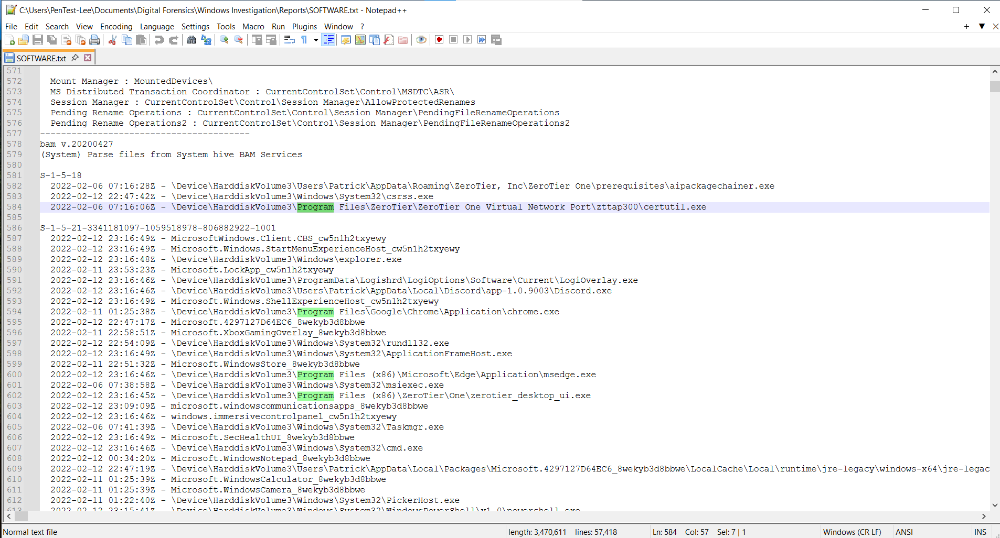 C:\Users\PenTest-Lee\Documents\Digital Forensics\Windows Investigation\Reports\SOFTWARE.txt - Notepad++
File Edit Search View Encoding Language Settings Tools Macro Run Plugins Window ?
SOFTWARE.txt
571
572 Mount Manager : MountedDevices\
573 MS Distributed Transaction Coordinator : CurrentControlSet\Control\MSDTC\ASR\
574 Session Manager : CurrentControlSet\Control\Session Manager\AllowProtectedRenames
575 Pending Rename Operations : CurrentControlSet\Control\Session Manager\PendingFileRenameOperations
576 Pending Rename Operations2 : CurrentControlSet\Control\Session Manager\PendingFileRenameOperations2
577 ----------------------------------------
578 bam v.20200427
579 (System) Parse files from System hive BAM Services
580
581 S-1-5-18
582 2022-02-06 07:16:28Z - \Device\HarddiskVolume3\Users\Patrick\AppData\Roaming\ZeroTier, Inc\ZeroTier One\prerequisites\aipackagechainer.exe
583 2022-02-12 22:47:42Z - \Device\HarddiskVolume3\Windows\System32\csrss.exe
584 2022-02-06 07:16:06Z - \Device\HarddiskVolume3\Program Files\ZeroTier\ZeroTier One Virtual Network Port\zttap300\certutil.exe
585
586 S-1-5-21-3341181097-1059518978-806882922-1001
587 2022-02-12 23:16:49Z - MicrosoftWindows.Client.CBS_cw5n1h2txyewy
588 2022-02-12 23:16:49Z - Microsoft.Windows.StartMenuExperienceHost_cw5n1h2txyewy
589 2022-02-12 23:16:48Z - \Device\HarddiskVolume3\Windows\explorer.exe
590 2022-02-11 23:53:23Z - Microsoft.LockApp_cw5n1h2txyewy
591 2022-02-12 23:16:46Z - \Device\HarddiskVolume3\ProgramData\Logishrd\LogiOptions\Software\Current\LogiOverlay.exe
592 2022-02-12 23:16:46Z - \Device\HarddiskVolume3\Users\Patrick\AppData\Local\Discord\app-1.0.9003\Discord.exe
593 2022-02-12 23:16:49Z - Microsoft.Windows.ShellExperienceHost_cw5n1h2txyewy
594 2022-02-11 01:25:38Z - \Device\HarddiskVolume3\Program Files\Google\Chrome\Application\chrome.exe
595 2022-02-12 22:47:17Z - Microsoft.4297127D64EC6_8wekyb3d8bbwe
596 2022-02-11 22:58:51Z - Microsoft.XboxGamingOverlay_8wekyb3d8bbwe
597 2022-02-12 22:54:09Z - \Device\HarddiskVolume3\Windows\System32\rundll32.exe
598 2022-02-12 23:16:49Z - \Device\HarddiskVolume3\Windows\System32\ApplicationFrameHost.exe
599 2022-02-11 22:51:32Z - Microsoft.WindowsStore_8wekyb3d8bbwe
600 2022-02-12 23:16:46Z - \Device\HarddiskVolume3\Program Files (x86)\Microsoft\Edge\Application\msedge.exe
601 2022-02-06 07:38:58Z - \Device\HarddiskVolume3\Windows\System32\msiexec.exe
602 2022-02-12 23:16:45Z - \Device\HarddiskVolume3\Program Files (x86)\ZeroTier\One\zerotier_desktop_ui.exe
603 2022-02-12 23:09:09Z - microsoft.windowscommunicationsapps_8wekyb3d8bbwe
604 2022-02-12 23:16:46Z - windows.immersivecontrolpanel_cw5n1h2txyewy
605 2022-02-06 07:41:39Z - \Device\HarddiskVolume3\Windows\System32\Taskmgr.exe
606 2022-02-12 23:16:49Z - Microsoft.SecHealthUI_8wekyb3d8bbwe
607 2022-02-12 23:16:46Z - \Device\HarddiskVolume3\Windows\System32\cmd.exe
608 2022-02-12 00:34:20Z - Microsoft.WindowsNotepad_8wekyb3d8bbwe
609 2022-02-12 22:47:19Z - \Device\HarddiskVolume3\Users\Patrick\AppData\Local\Packages\Microsoft.4297127D64EC6_8wekyb3d8bbwe\LocalCache\Local\runtime\jre-legacy\windows-x64\jre-legac
610 2022-02-11 01:25:39Z - Microsoft.WindowsCalculator_8wekyb3d8bbwe
611 2022-02-11 01:25:39Z - Microsoft.WindowsCamera_8wekyb3d8bbwe
612 2022-02-11 01:22:40Z - \Device\HarddiskVolume3\Windows\System32\PickerHost.exe
613 2022-02-12 23:15:41Z - \Device\HarddiskVolume3\Windows\System32\WindowsPowerShell\v1.0\powershell.exe
Normal text file length: 3,470,611 lines: 57,418 Ln: 584 Col: 57 Sel: 7 | 1 Windows (CR LF) ANSI INS